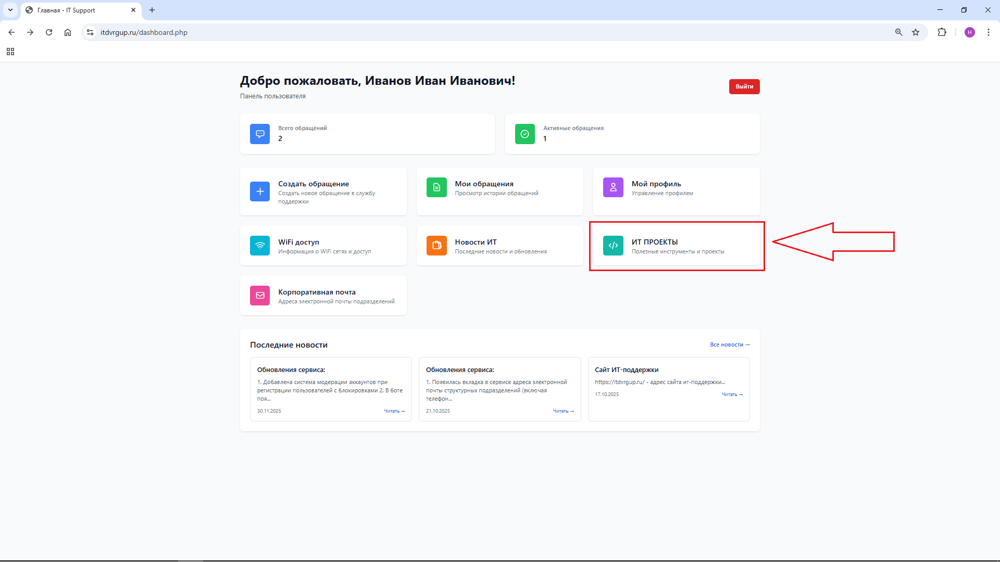 Главная - IT Support
itdvrgup.ru/dashboard.php
H
Добро пожаловать, Иванов Иван Иванович!
Панель пользователя
Выйти
Всего обращений
2
Активные обращения
1
Создать обращение
Создать новое обращение в службу
поддержки
Мои обращения
Просмотр истории обращений
Мой профиль
Управление профилем
WiFi доступ
Информация о WiFi сетях и доступ
Новости ИТ
Последние новости и обновления
ИТ ПРОЕКТЫ
Полезные инструменты и проекты
Корпоративная почта
Адреса электронной почты подразделений
Последние новости
Все новости →
Обновления сервиса:
1. Добавлена система модерации аккаунтов при
регистрации пользователей с блокировками 2. В боте
поя...
30.11.2025
Читать →
Обновления сервиса:
1. Появилась вкладка в сервисе адреса электронной
почты структурных подразделений (включая
телефон...
21.10.2025
Читать →
Сайт ИТ-поддержки
https://itdvrgup.ru/ - адрес сайта ит-поддержки...
17.10.2025
Читать →